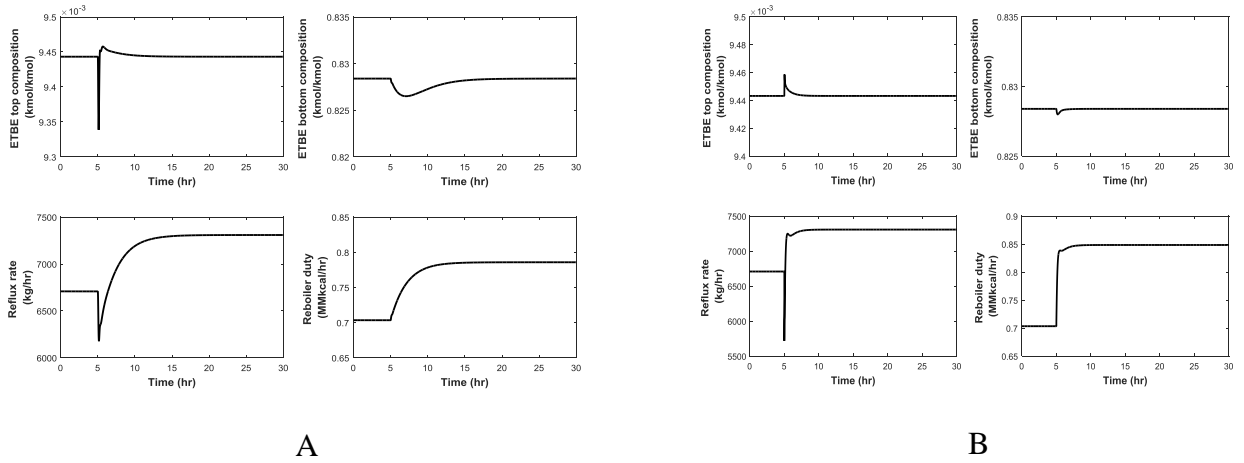 × 10⁻³
9.5
9.45
9.4
9.35
9.3
0 5 10 15 20 25 30
Time (hr)
ETBE top composition
(kmol/kmol)
0.835
0.83
0.825
0.82
0 5 10 15 20 25 30
Time (hr)
ETBE bottom composition
(kmol/kmol)
7500
7000
6500
6000
0 5 10 15 20 25 30
Time (hr)
Reflux rate
(kg/hr)
0.85
0.8
0.75
0.7
0.65
0 5 10 15 20 25 30
Time (hr)
Reboiler duty
(MMkcal/hr)
A
× 10⁻³
9.5
9.48
9.46
9.44
9.42
9.4
0 5 10 15 20 25 30
Time (hr)
ETBE top composition
(kmol/kmol)
0.835
0.83
0.825
0 5 10 15 20 25 30
Time (hr)
ETBE bottom composition
(kmol/kmol)
7500
7000
6500
6000
5500
0 5 10 15 20 25 30
Time (hr)
Reflux rate
(kg/hr)
0.9
0.85
0.8
0.75
0.7
0.65
0 5 10 15 20 25 30
Time (hr)
Reboiler duty
(MMkcal/hr)
B